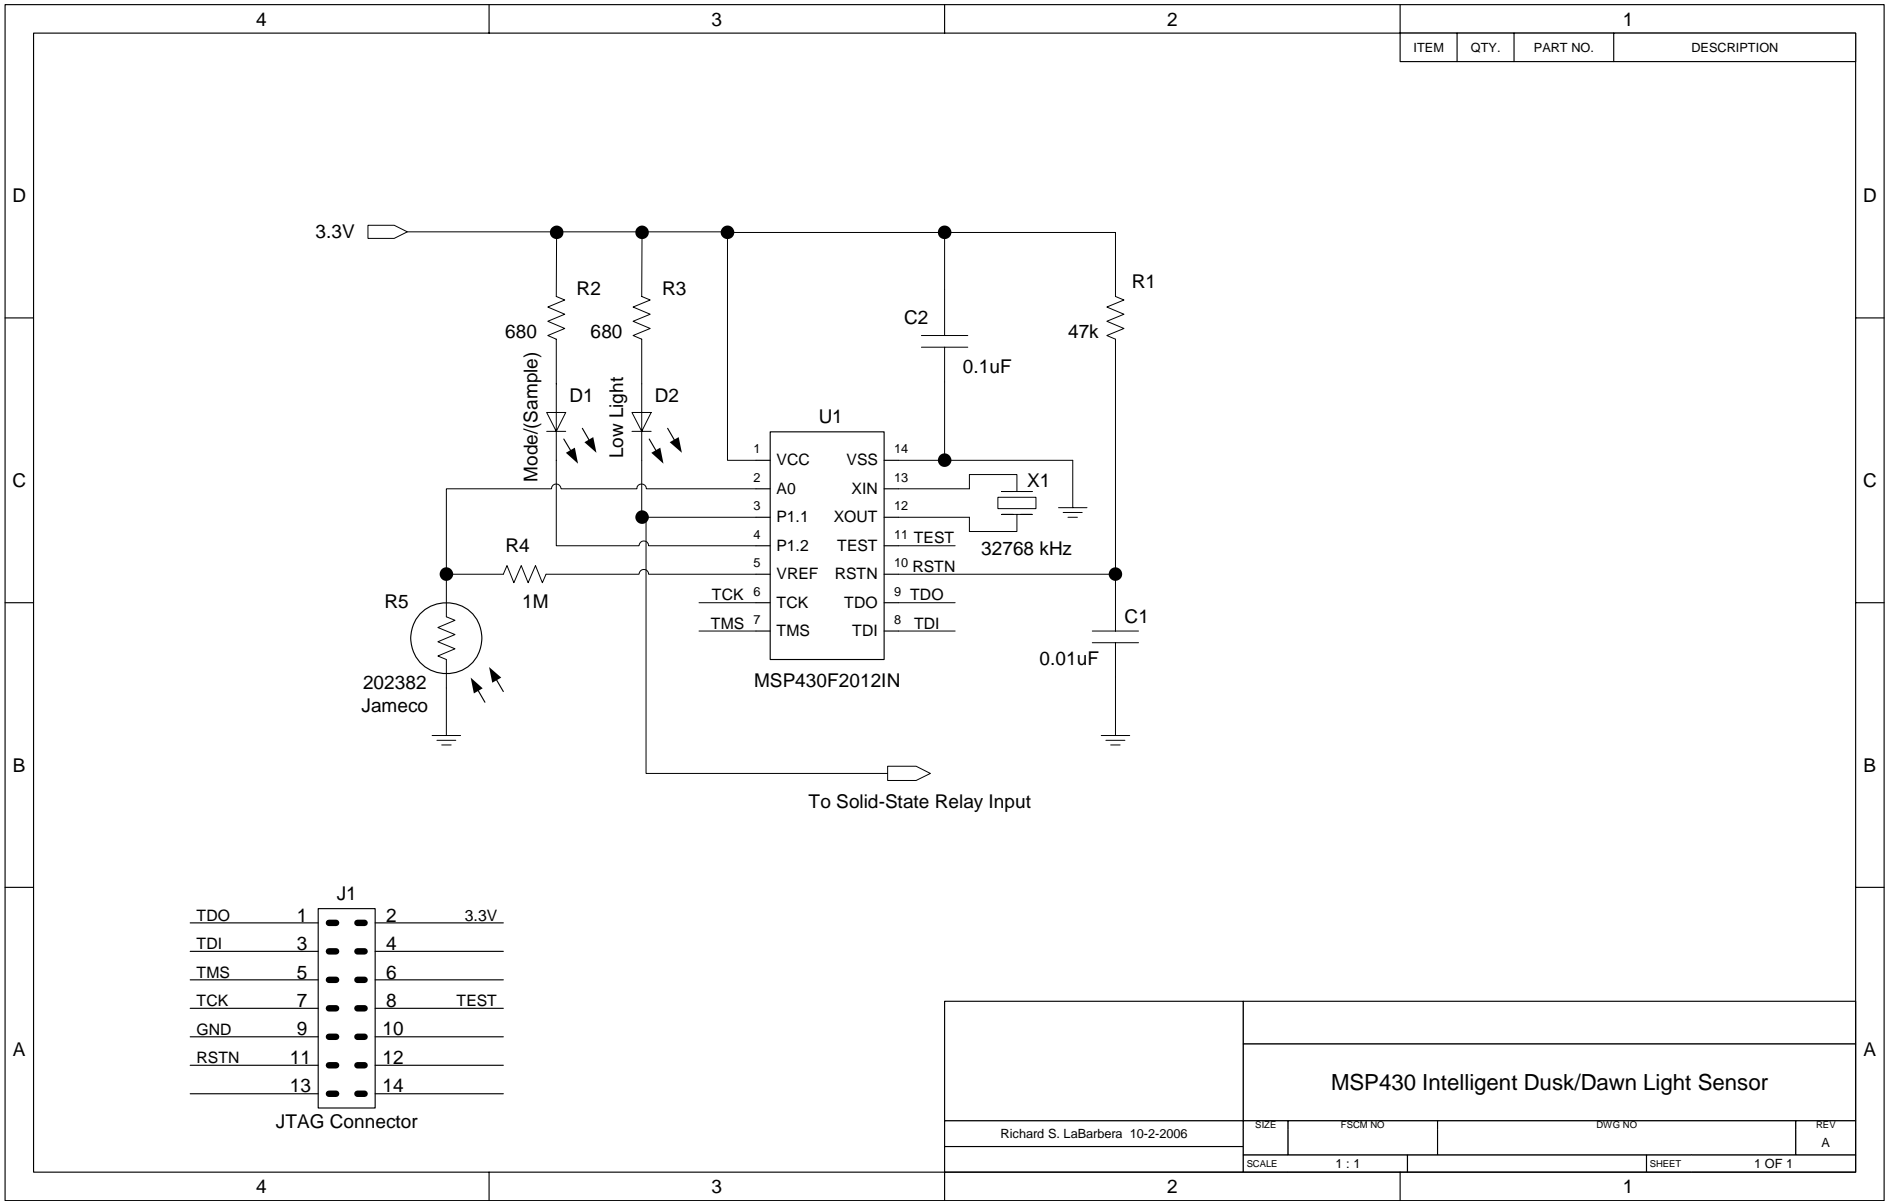 4 3 2 1
ITEM QTY. PART NO. DESCRIPTION
D D
3.3V
R2 R3 R1
680 680 47k
C2
0.1uF
Mode/(Sample)
D1
Low Light
D2
U1
1 VCC VSS 14
C C
2 A0 XIN 13
X1
3 P1.1 XOUT 12
4 P1.2 TEST 11 TEST
32768 kHz
R4
1M
5 VREF RSTN 10 RSTN
R5
TCK 6 TCK TDO 9 TDO
TMS 7 TMS TDI 8 TDI
C1
0.01uF
202382
Jameco
MSP430F2012IN
B B
To Solid-State Relay Input
J1
TDO 1 2 3.3V
TDI 3 4
TMS 5 6
TCK 7 8 TEST
GND 9 10
RSTN 11 12
13 14
JTAG Connector
A A
MSP430 Intelligent Dusk/Dawn Light Sensor
Richard S. LaBarbera 10-2-2006
SIZE FSCM NO DWG NO REV
A
SCALE 1 : 1 SHEET 1 OF 1
4 3 2 1